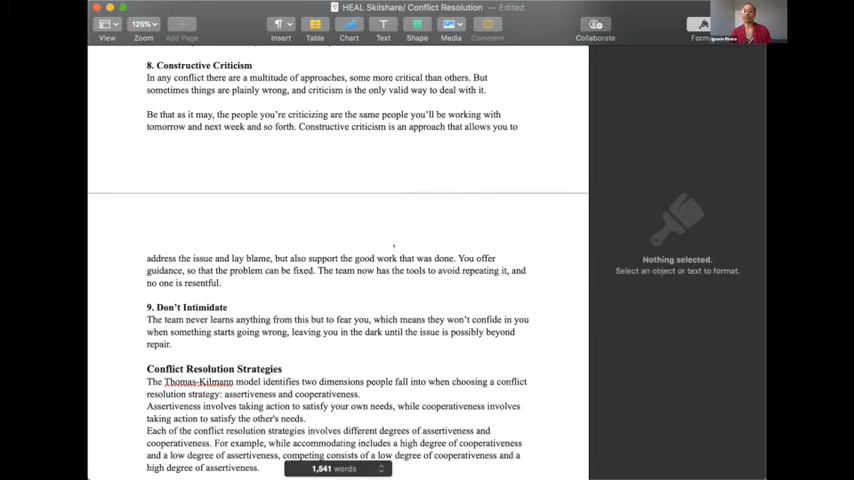 HEAL Skilshare/ Conflict Resolution — Edited
125%
View
Zoom
Add Page
Insert
Table
Chart
Text
Shape
Media
Comment
Collaborate
Form
8. Constructive Criticism
In any conflict there are a multitude of approaches, some more critical than others. But
sometimes things are plainly wrong, and criticism is the only valid way to deal with it.
Be that as it may, the people you’re criticizing are the same people you’ll be working with
tomorrow and next week and so forth. Constructive criticism is an approach that allows you to
address the issue and lay blame, but also support the good work that was done. You offer
guidance, so that the problem can be fixed. The team now has the tools to avoid repeating it, and
no one is resentful.
9. Don’t Intimidate
The team never learns anything from this but to fear you, which means they won’t confide in you
when something starts going wrong, leaving you in the dark until the issue is possibly beyond
repair.
Conflict Resolution Strategies
The Thomas-Kilmann model identifies two dimensions people fall into when choosing a conflict
resolution strategy: assertiveness and cooperativeness.
Assertiveness involves taking action to satisfy your own needs, while cooperativeness involves
taking action to satisfy the other's needs.
Each of the conflict resolution strategies involves different degrees of assertiveness and
cooperativeness. For example, while accommodating includes a high degree of cooperativeness
and a low degree of assertiveness, competing consists of a low degree of cooperativeness and a
high degree of assertiveness.
1,541 words
Nothing selected.
Select an object or text to format.